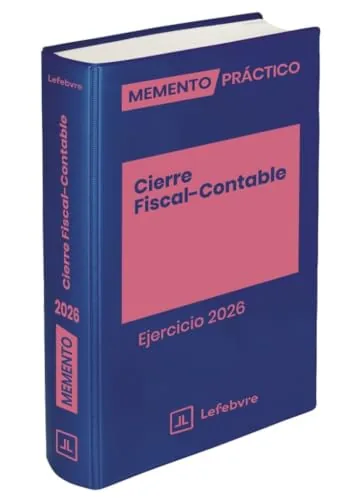 Lefebvre
Cierre Fiscal-Contable
2026
MEMENTO
MEMENTO PRÁCTICO
Cierre
Fiscal-Contable
Ejercicio 2026
Lefebvre